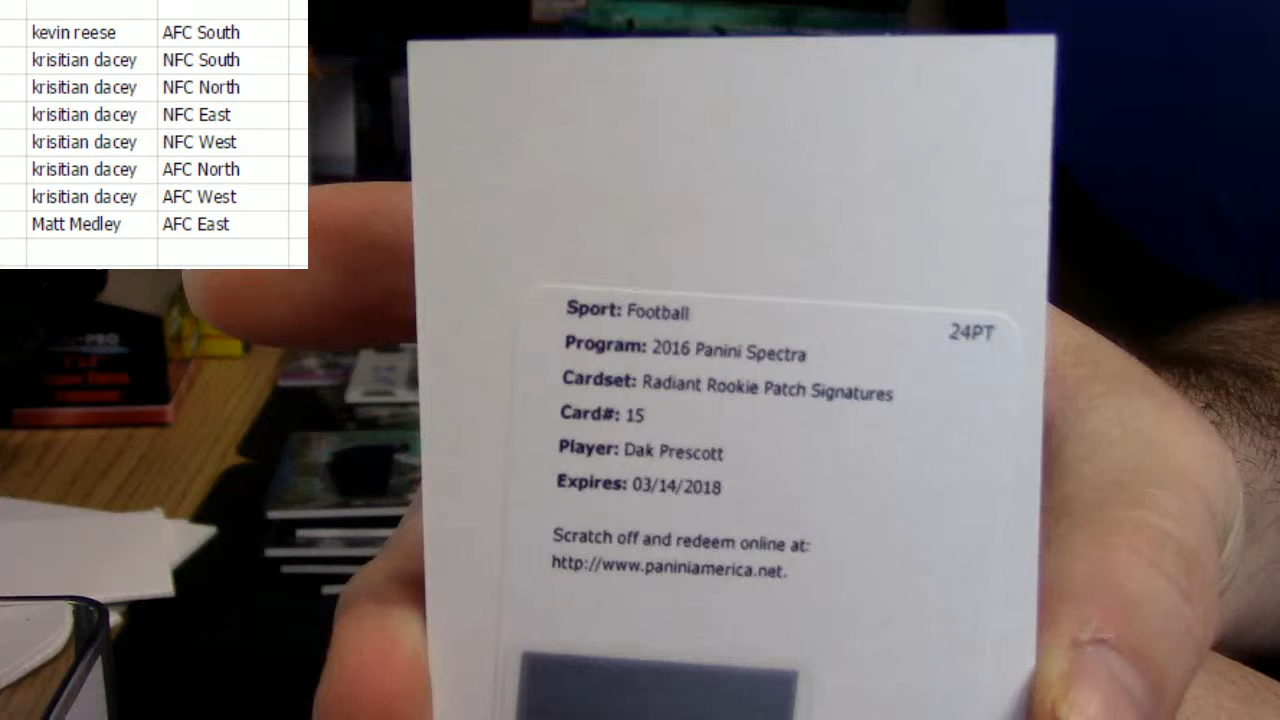 kevin reese AFC South
krisitian dacey NFC South
krisitian dacey NFC North
krisitian dacey NFC East
krisitian dacey NFC West
krisitian dacey AFC North
krisitian dacey AFC West
Matt Medley AFC East
Sport: Football
24PT
Program: 2016 Panini Spectra
Cardset: Radiant Rookie Patch Signatures
Card#: 15
Player: Dak Prescott
Expires: 03/14/2018
Scratch off and redeem online at:
http://www.paniniamerica.net.